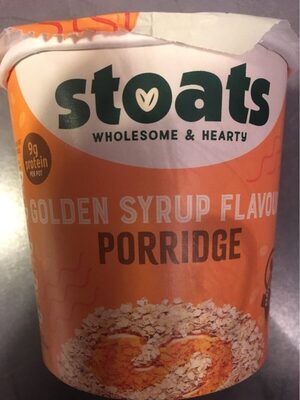 stoats
WHOLESOME & HEARTY
9g
protein
PER POT
GOLDEN SYRUP FLAVOU
PORRIDGE